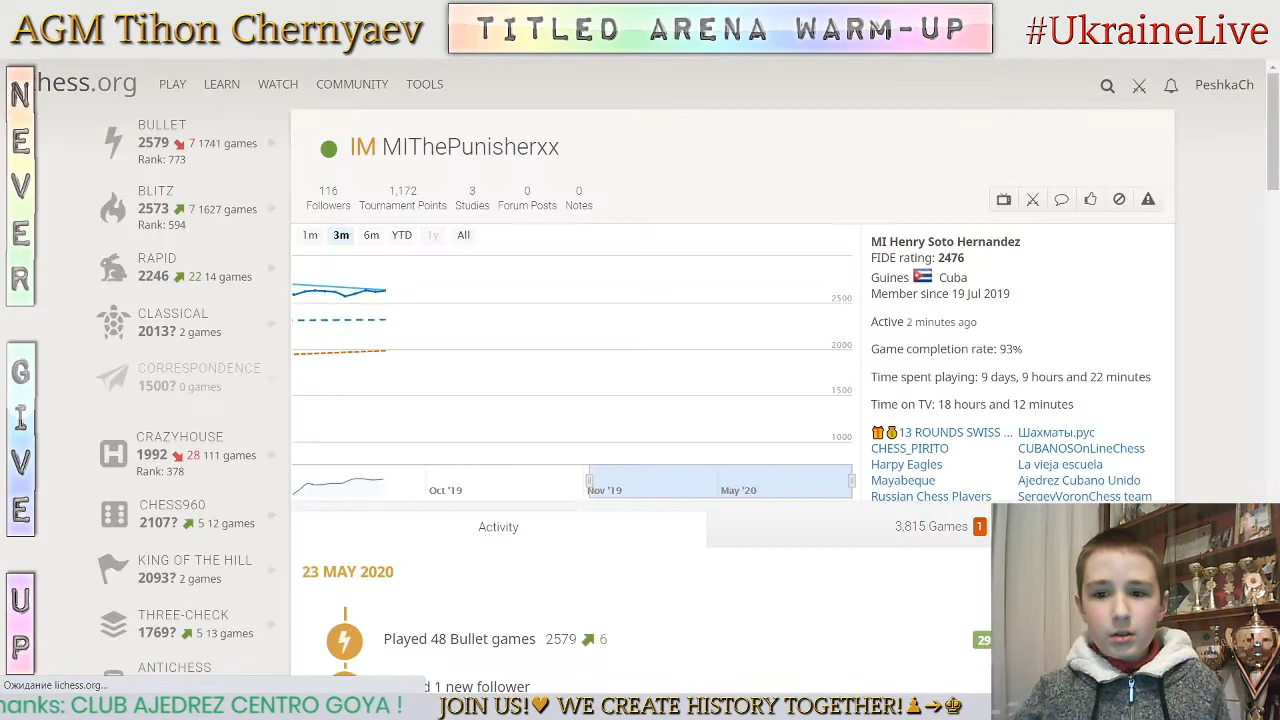 AGM Tihon Chernyaev
TITLED ARENA WARM-UP
#UkraineLive
NEVER
GIVE
UP
hess.org
PLAY
LEARN
WATCH
COMMUNITY
TOOLS
PeshkaCh
BULLET
2579 7 1741 games
Rank: 773
BLITZ
2573 7 1627 games
Rank: 594
RAPID
2246 22 14 games
CLASSICAL
2013? 2 games
CORRESPONDENCE
1500? 0 games
CRAZYHOUSE
1992 28 111 games
Rank: 378
CHESS960
2107? 5 12 games
KING OF THE HILL
2093? 2 games
THREE-CHECK
1769? 5 13 games
ANTICHESS
IM MIThePunisherxx
116 Followers
1,172 Tournament Points
3 Studies
0 Forum Posts
0 Notes
1m 3m 6m YTD 1y All
2500
2000
1500
1000
Oct '19
Nov '19
May '20
MI Henry Soto Hernandez
FIDE rating: 2476
Guines Cuba
Member since 19 Jul 2019
Active 2 minutes ago
Game completion rate: 93%
Time spent playing: 9 days, 9 hours and 22 minutes
Time on TV: 18 hours and 12 minutes
13 ROUNDS SWISS ... Шахматы.рус
CHESS_PIRITO CUBANOSOnLineChess
Harpy Eagles La vieja escuela
Mayabeque Ajedrez Cubano Unido
Russian Chess Players SergeyVoronChess team
Activity
3,815 Games 1
23 MAY 2020
Played 48 Bullet games 2579 6
29
d 1 new follower
Ожидание lichess.org...
hanks: CLUB AJEDREZ CENTRO GOYA !
JOIN US! WE CREATE HISTORY TOGETHER!